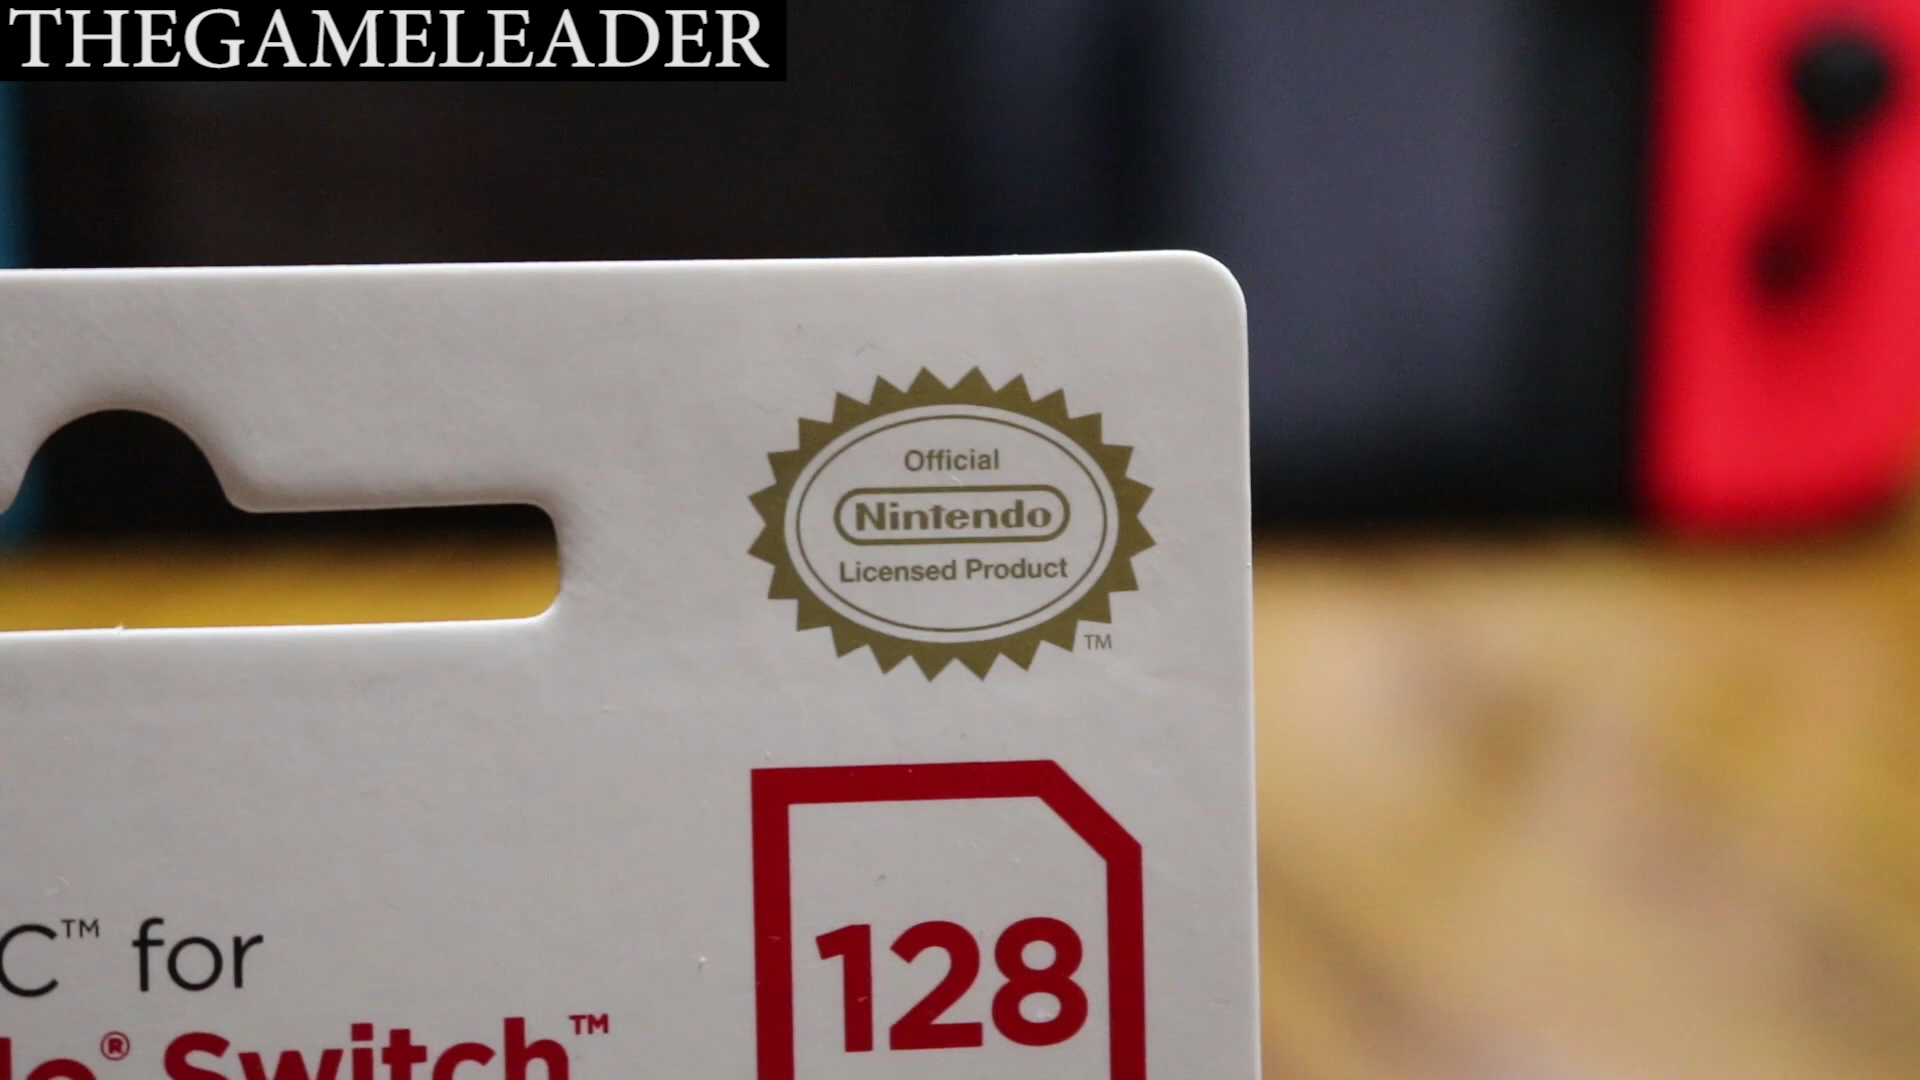 THEGAMELEADER
Official
Nintendo
Licensed Product
TM
128
C™ for
® Switch™